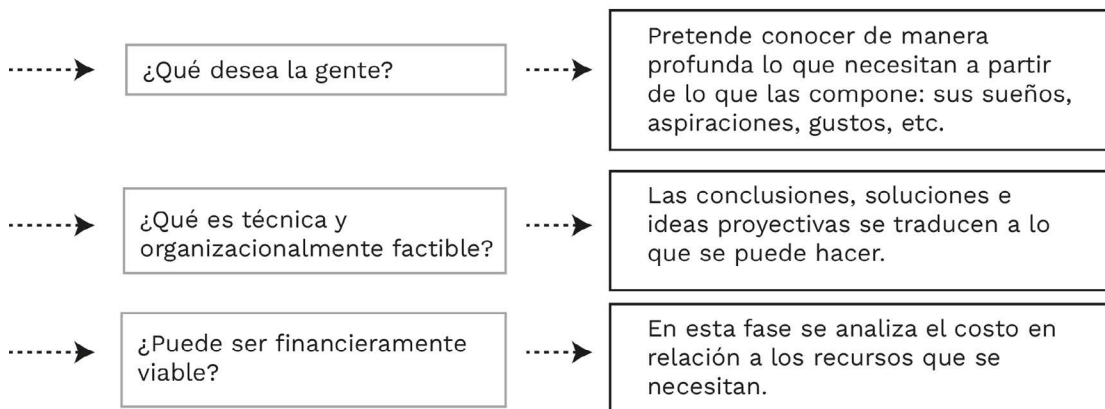 ¿Qué desea la gente?
Pretende conocer de manera
profunda lo que necesitan a partir
de lo que las compone: sus sueños,
aspiraciones, gustos, etc.
¿Qué es técnica y
organizacionalmente factible?
Las conclusiones, soluciones e
ideas proyectivas se traducen a lo
que se puede hacer.
¿Puede ser financieramente
viable?
En esta fase se analiza el costo en
relación a los recursos que se
necesitan.